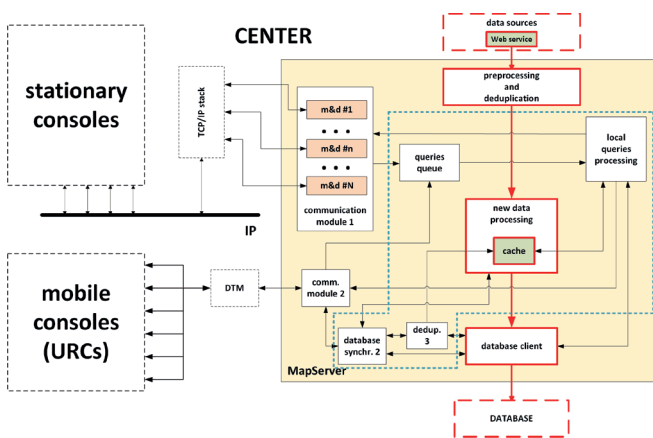 CENTER
data sources
Web service
stationary
consoles
TCP/IP stack
preprocessing
and
deduplication
m&d #1
• • •
m&d #n
• • •
m&d #N
communication
module 1
queries
queue
local
queries
processing
new data
processing
cache
IP
mobile
consoles
(URCs)
DTM
comm.
module 2
database
synchr. 2
dedup.
3
database client
MapServer
DATABASE